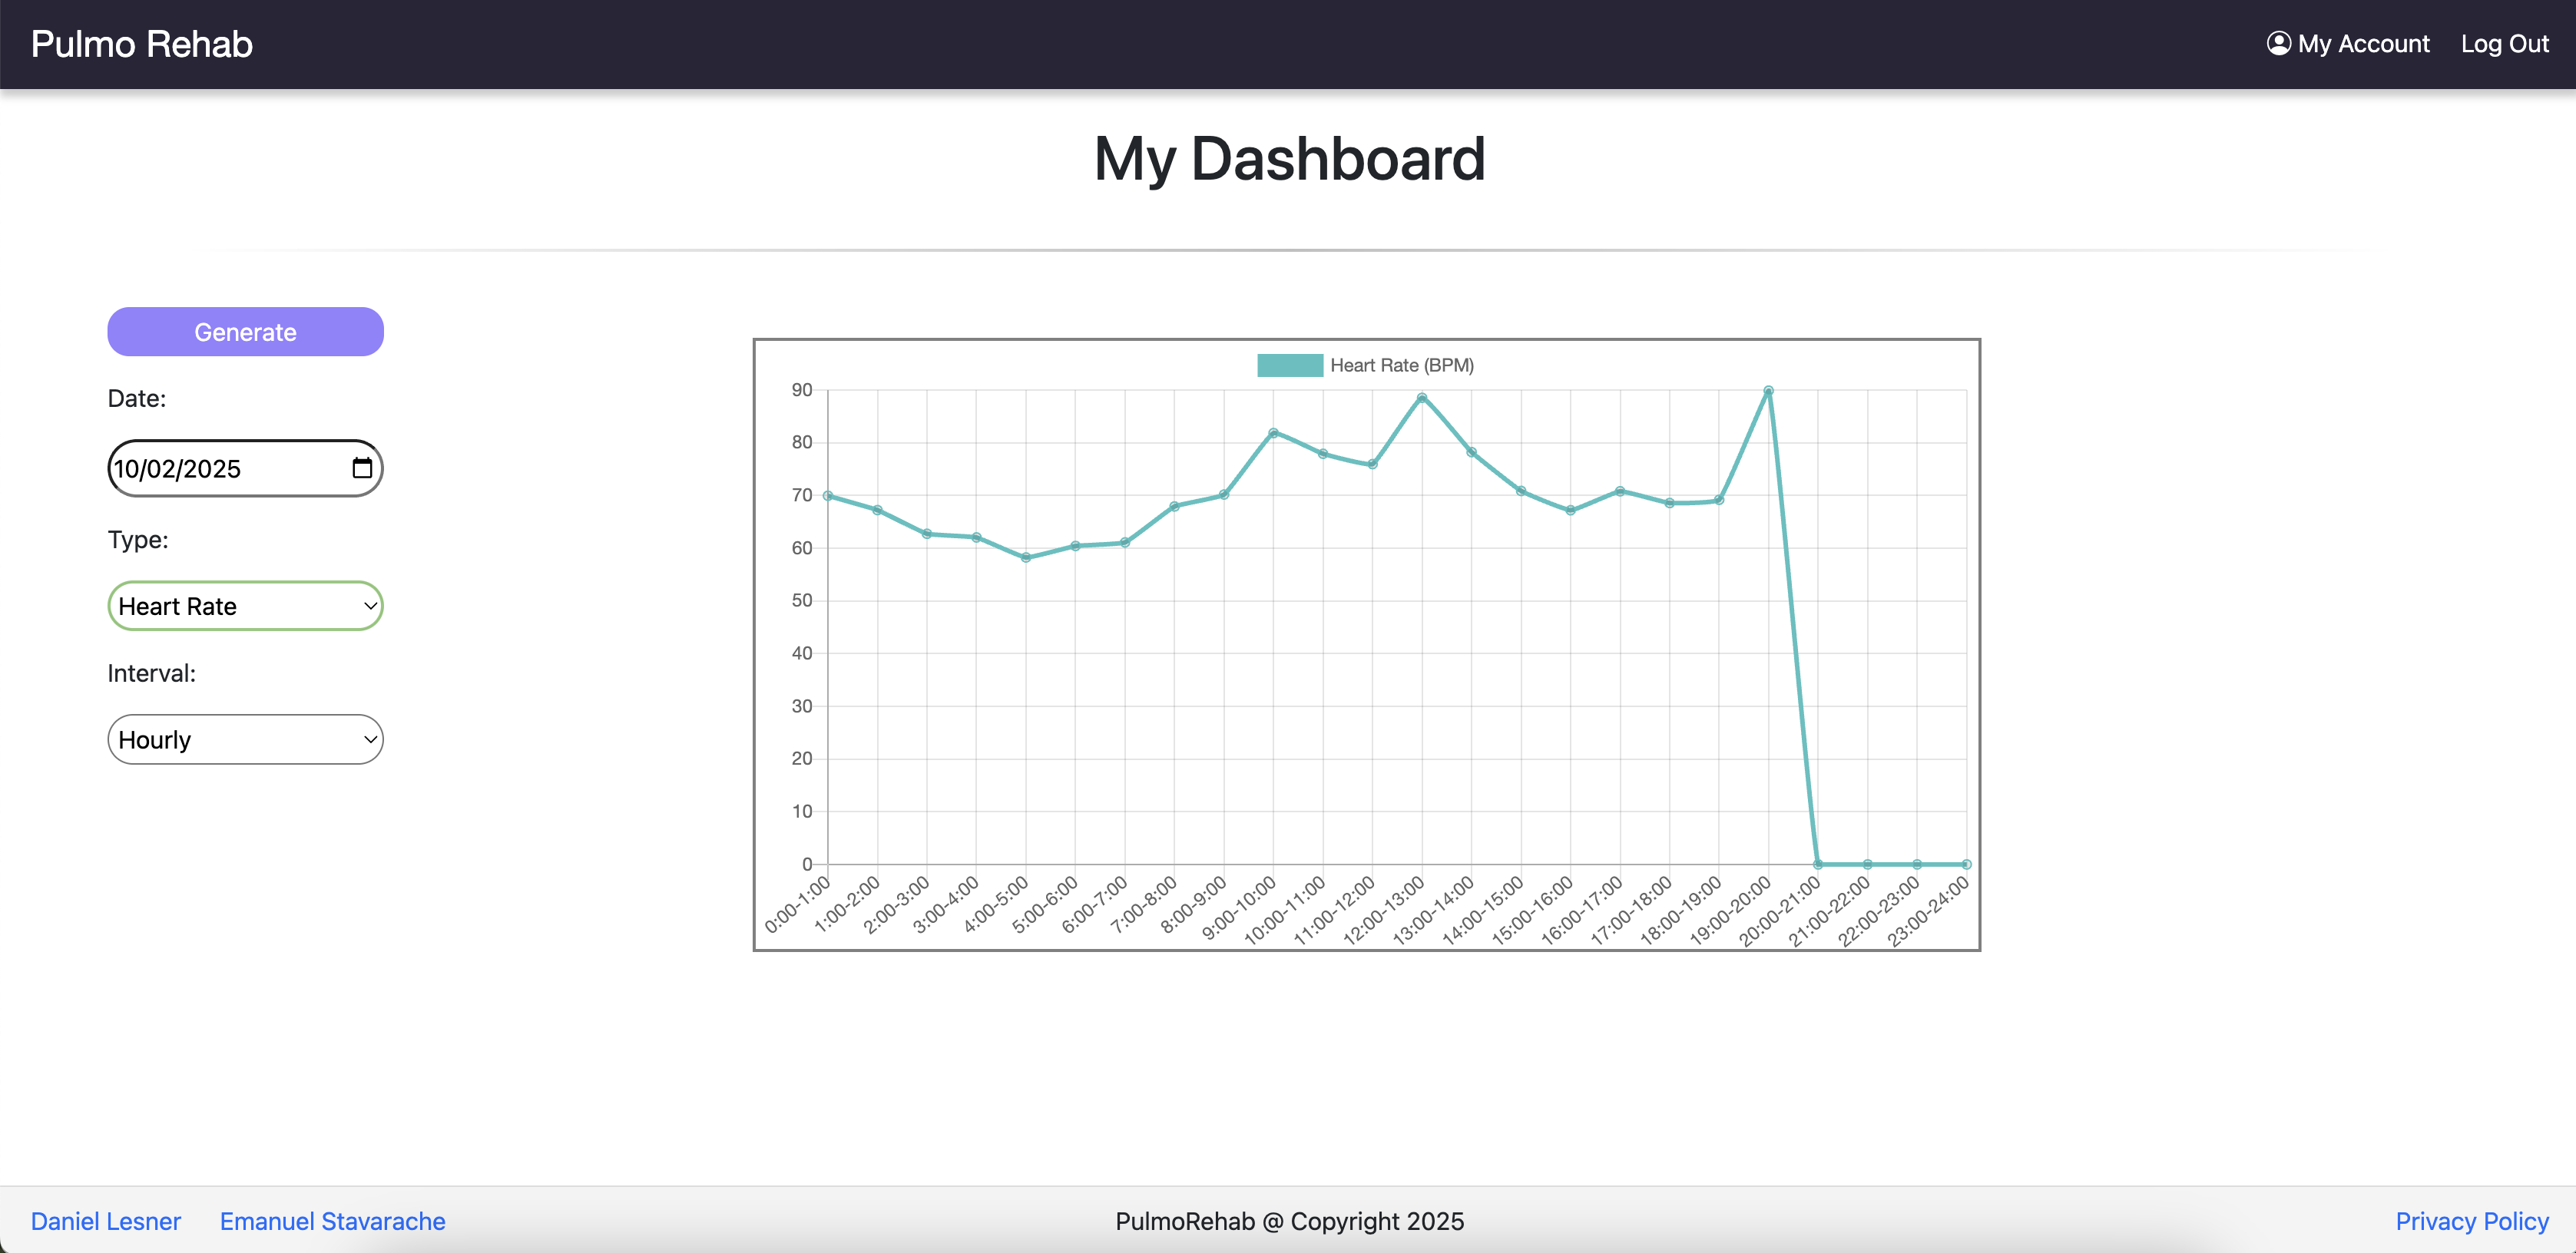 Pulmo Rehab
My Account
Log Out
My Dashboard
Generate
Date:
10/02/2025
Type:
Heart Rate
Interval:
Hourly
Heart Rate (BPM)
90
80
70
60
50
40
30
20
10
0
0:00-1:00
1:00-2:00
2:00-3:00
3:00-4:00
4:00-5:00
5:00-6:00
6:00-7:00
7:00-8:00
8:00-9:00
9:00-10:00
10:00-11:00
11:00-12:00
12:00-13:00
13:00-14:00
14:00-15:00
15:00-16:00
16:00-17:00
17:00-18:00
18:00-19:00
19:00-20:00
20:00-21:00
21:00-22:00
22:00-23:00
23:00-24:00
Daniel Lesner
Emanuel Stavarache
PulmoRehab @ Copyright 2025
Privacy Policy